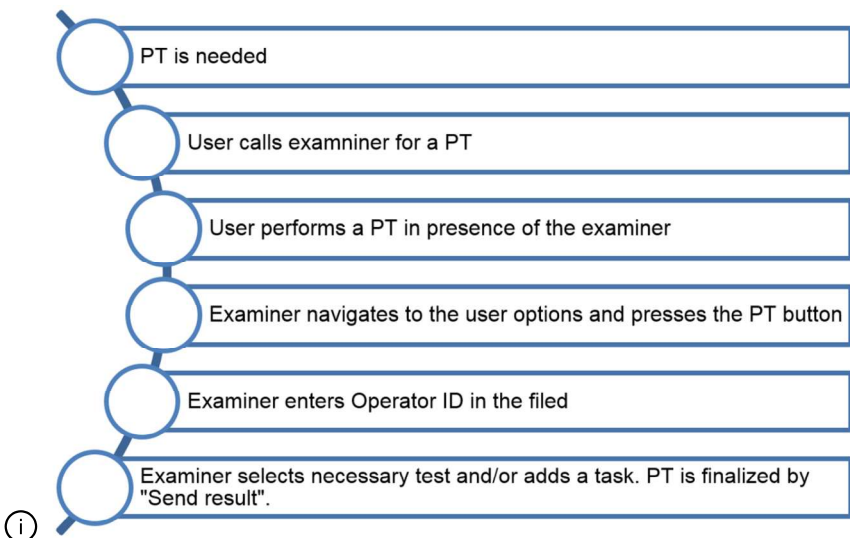 PT is needed
User calls examniner for a PT
User performs a PT in presence of the examiner
Examiner navigates to the user options and presses the PT button
Examiner enters Operator ID in the filed
Examiner selects necessary test and/or adds a task. PT is finalized by
"Send result".
i